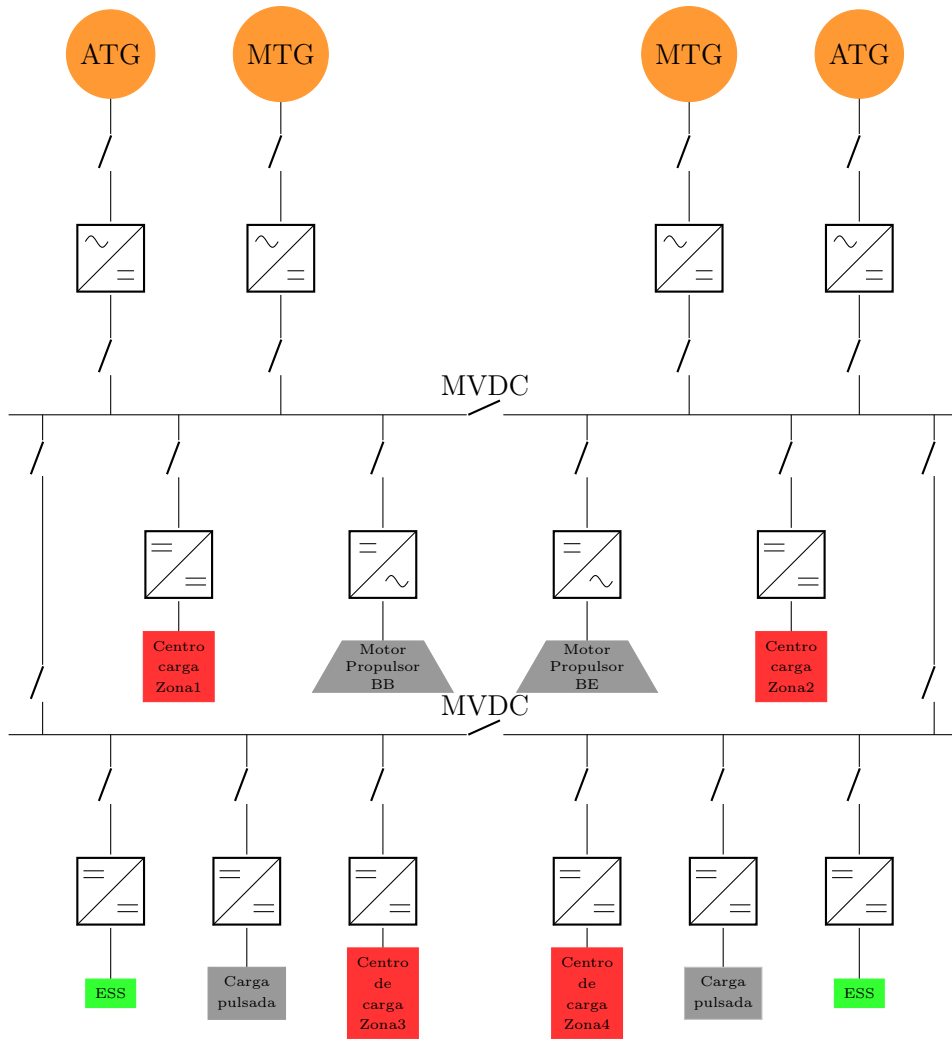 ATG
MTG
MTG
ATG
MVDC
Centro
carga
Zona1
Motor
Propulsor
BB
Motor
Propulsor
BE
Centro
carga
Zona2
MVDC
ESS
Carga
pulsada
Centro
de
carga
Zona3
Centro
de
carga
Zona4
Carga
pulsada
ESS